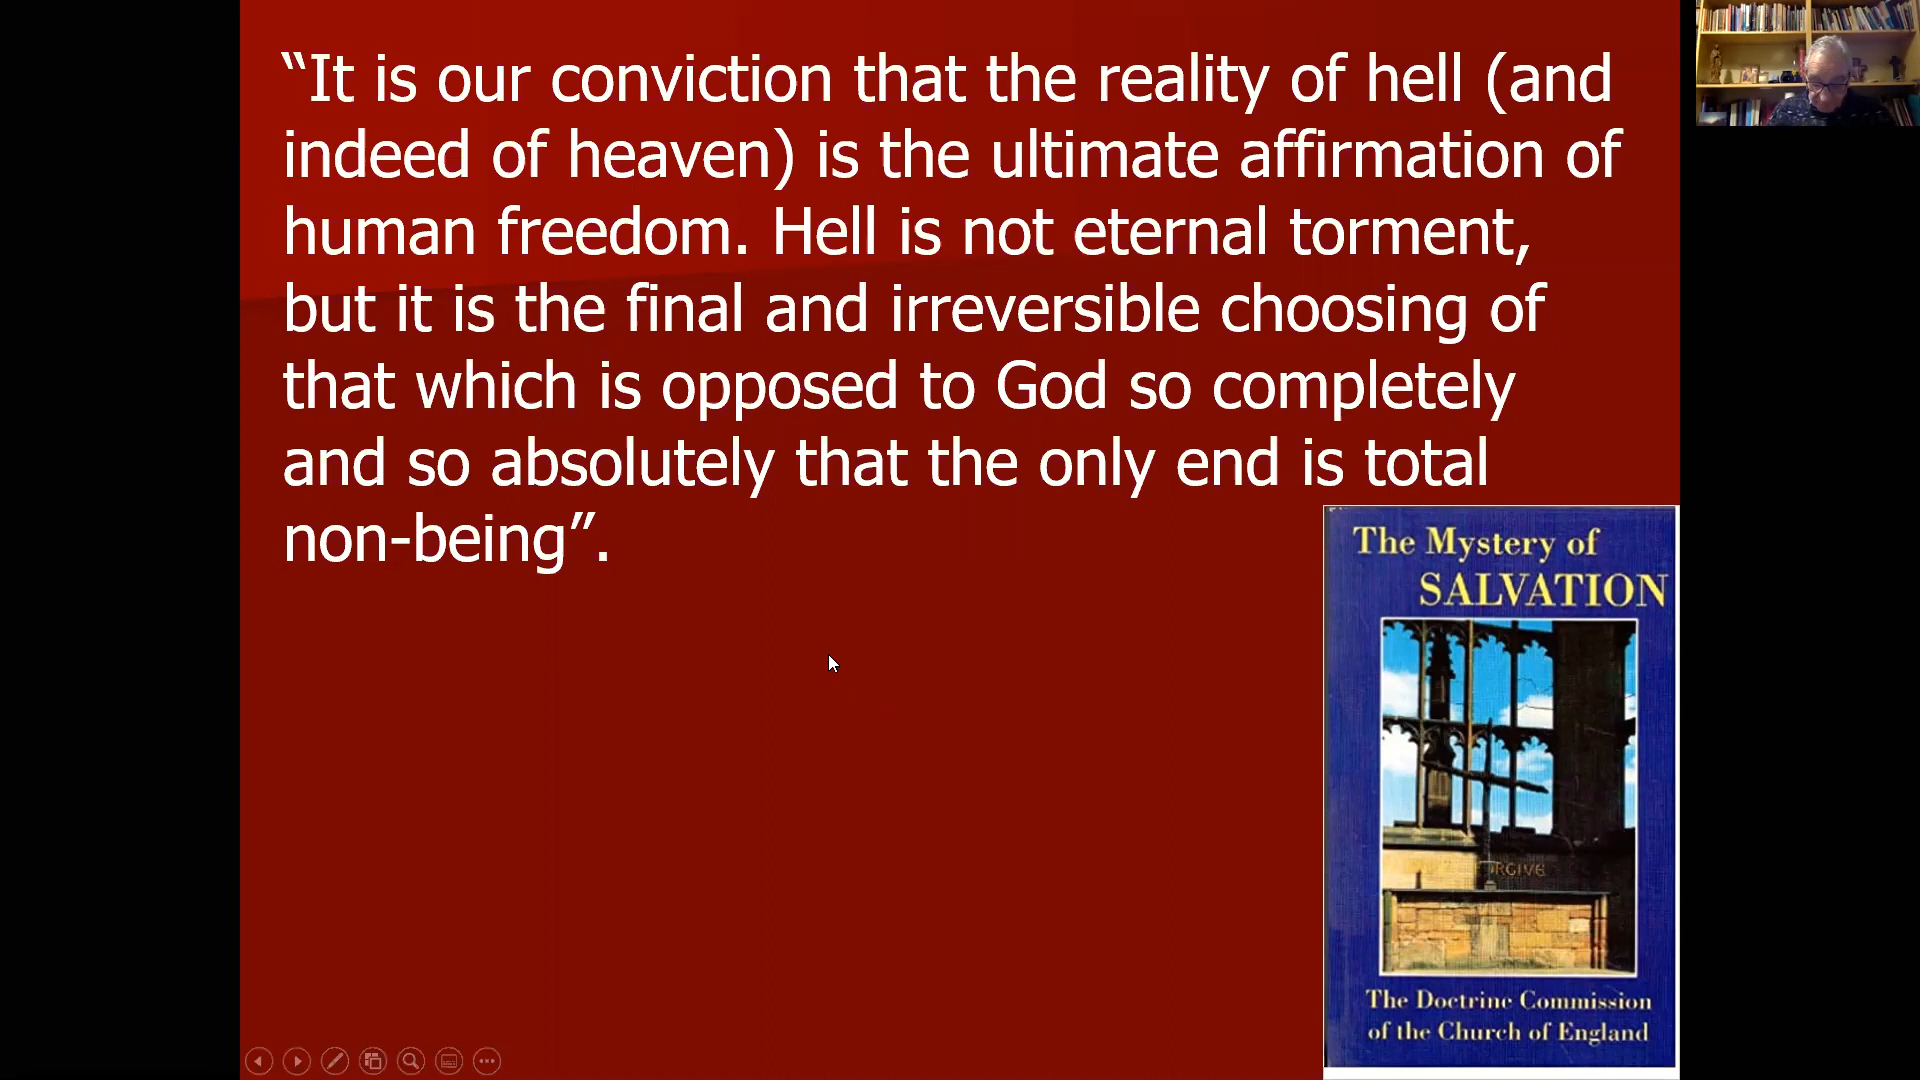 “It is our conviction that the reality of hell (and
indeed of heaven) is the ultimate affirmation of
human freedom. Hell is not eternal torment,
but it is the final and irreversible choosing of
that which is opposed to God so completely
and so absolutely that the only end is total
non-being”.
The Mystery of
SALVATION
RGIVE
The Doctrine Commission
of the Church of England